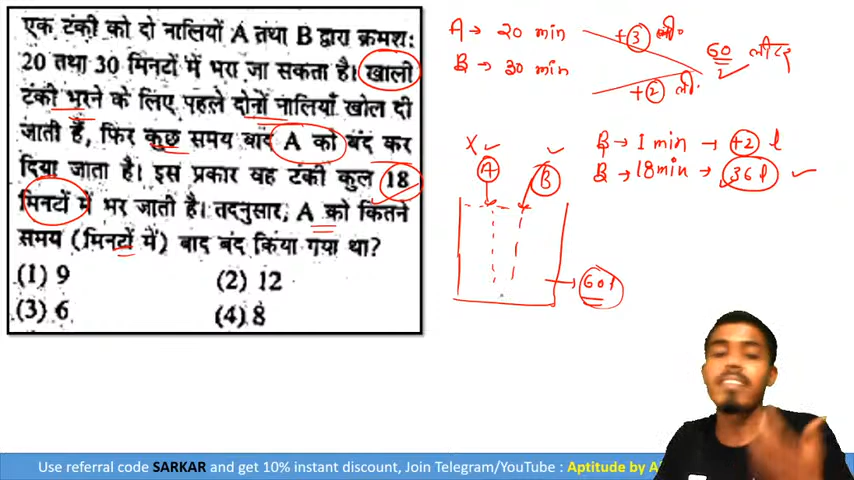 एक टंकी को दो नालियों A तथा B द्वारा क्रमशः
20 तथा 30 मिनटों में भरा जा सकता है। खाली
टंकी भरने के लिए पहले दोनों नालियाँ खोल दी
जाती हैं, फिर कुछ समय बाद A को बंद कर
दिया जाता है। इस प्रकार वह टंकी कुल 18
मिनटों में भर जाती है। तदनुसार, A को कितने
समय (मिनटों में) बाद बंद किया गया था?
(1) 9 (2) 12
(3) 6 (4) 8
A → 20 min +3 ली॰
B → 30 min +2 ली॰
60 लीटर
B → 1 min → +2 l
B → 18 min → 36 l
X
A
B
60 l
Use referral code SARKAR and get 10% instant discount, Join Telegram/YouTube : Aptitude by A